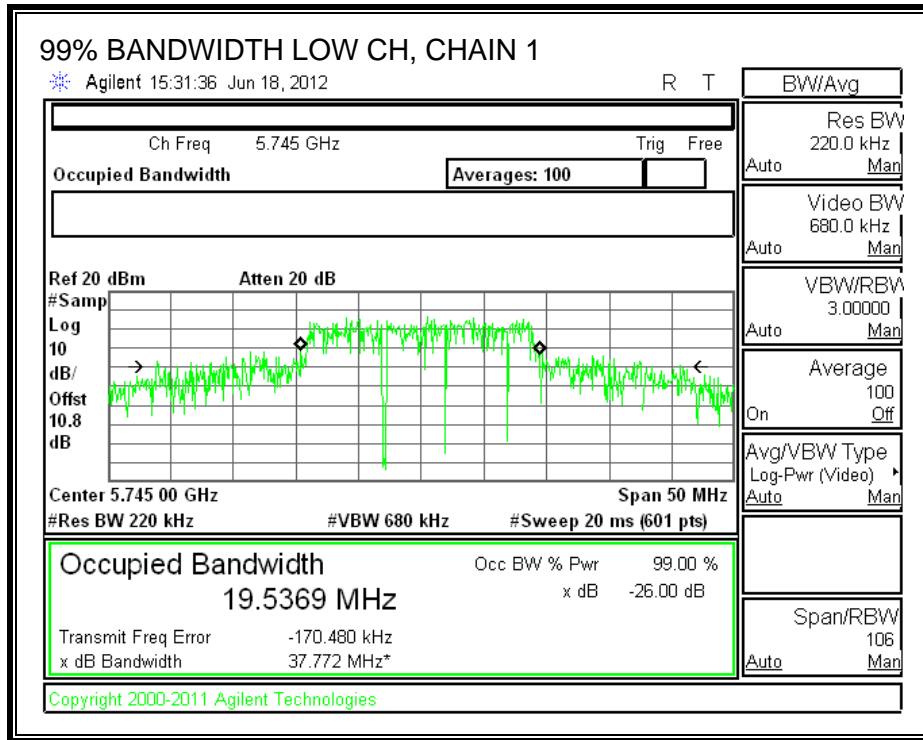 99% BANDWIDTH LOW CH, CHAIN 1
Agilent 15:31:36 Jun 18, 2012 R T
Ch Freq 5.745 GHz Trig Free
Occupied Bandwidth Averages: 100
Ref 20 dBm Atten 20 dB
#Samp
Log
10
dB/
Offst
10.8
dB
Center 5.745 00 GHz Span 50 MHz
#Res BW 220 kHz #VBW 680 kHz #Sweep 20 ms (601 pts)
Occupied Bandwidth
19.5369 MHz
Occ BW % Pwr 99.00 %
x dB -26.00 dB
Transmit Freq Error -170.480 kHz
x dB Bandwidth 37.772 MHz*
Copyright 2000-2011 Agilent Technologies
BW/Avg
Res BW
220.0 kHz
Auto Man
Video BW
680.0 kHz
Auto Man
VBW/RBW
3.00000
Auto Man
Average
100
On Off
Avg/VBW Type
Log-Pwr (Video)
Auto Man
Span/RBW
106
Auto Man